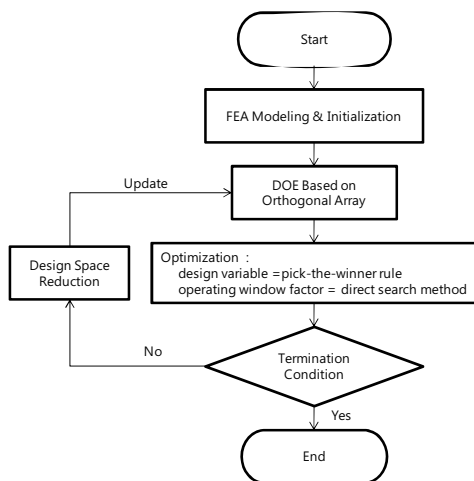 Start
FEA Modeling & Initialization
Update
DOE Based on
Orthogonal Array
Design Space
Reduction
Optimization :
design variable =pick-the-winner rule
operating window factor = direct search method
No
Termination
Condition
Yes
End